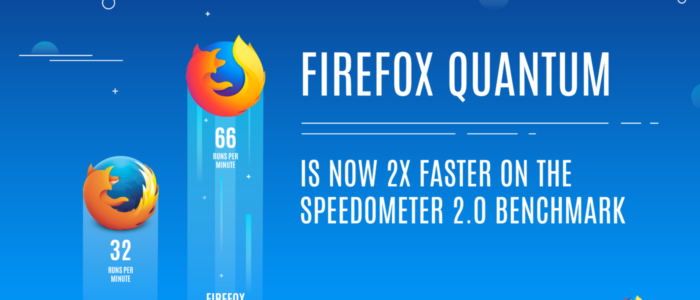 FIREFOX QUANTUM
IS NOW 2X FASTER ON THE
SPEEDOMETER 2.0 BENCHMARK
66
RUNS PER
MINUTE
32
RUNS PER
MINUTE
FIREFOX